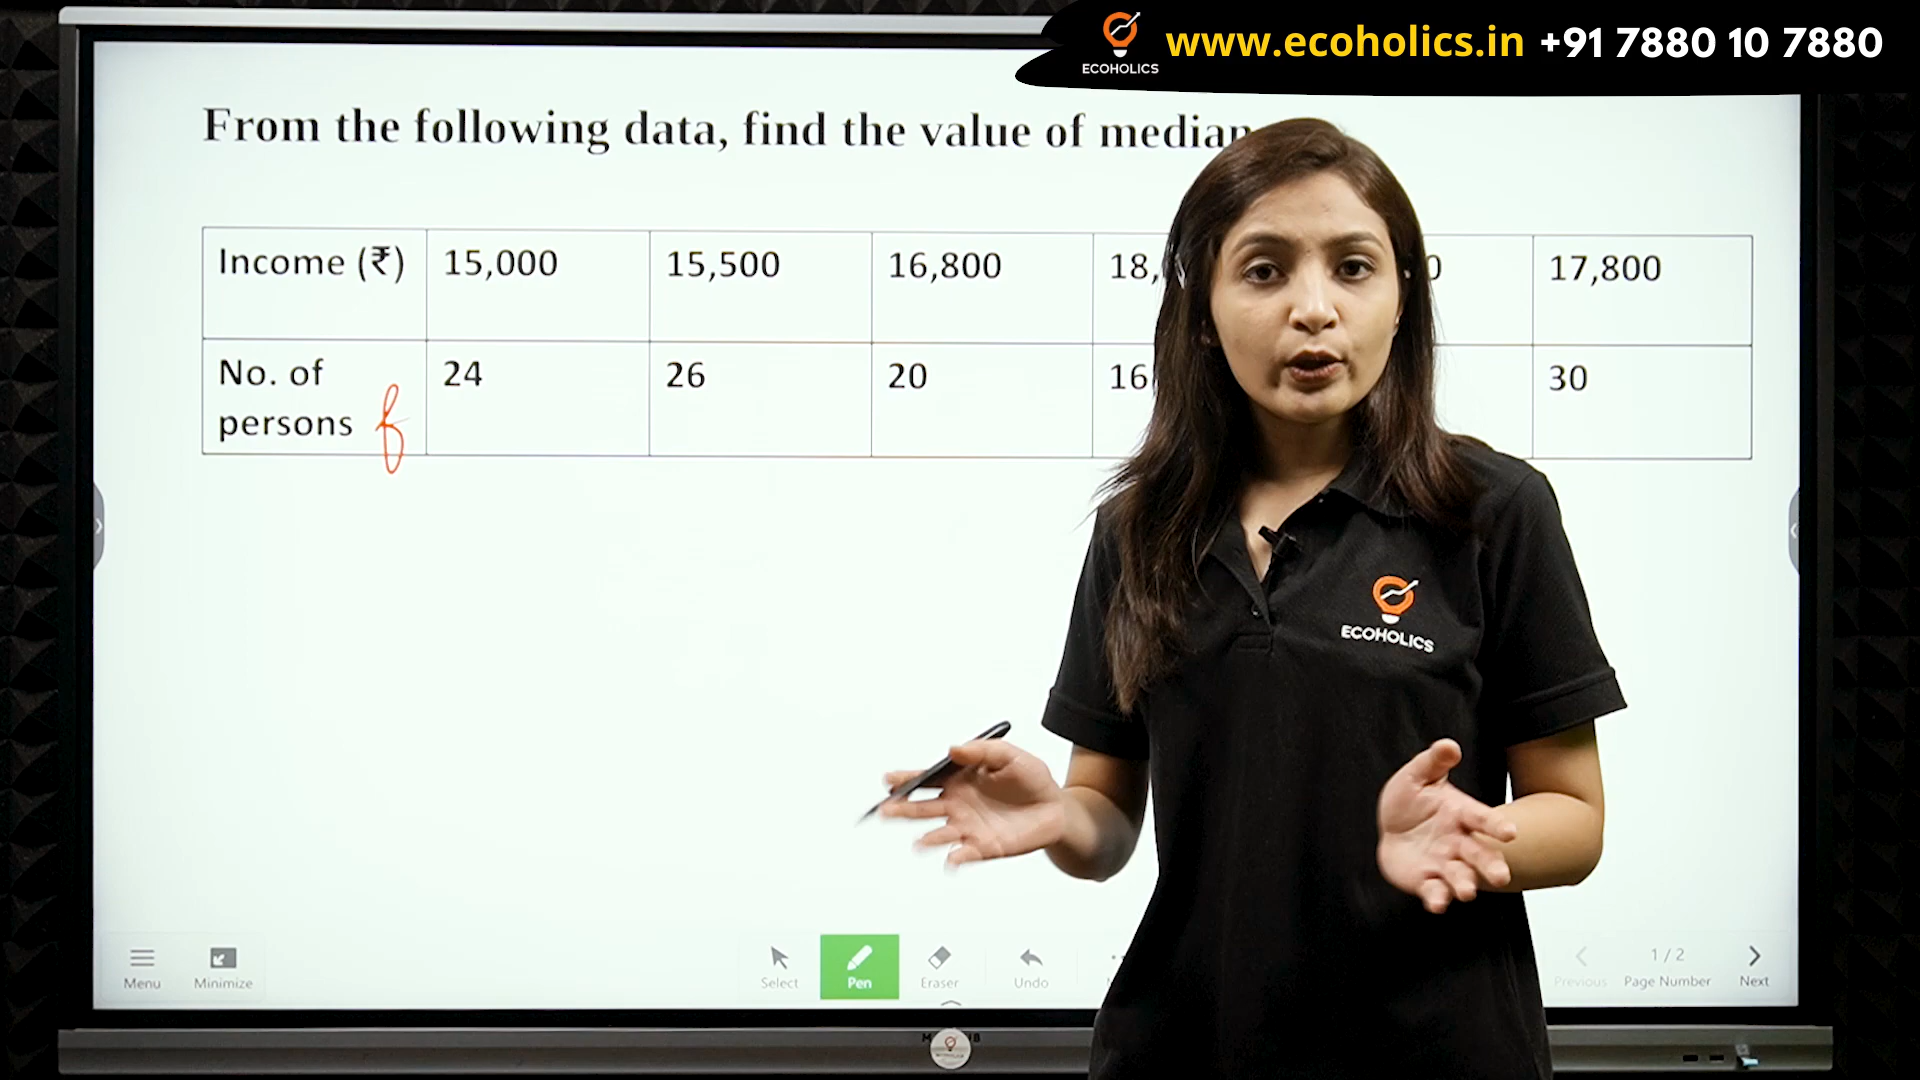 www.ecoholics.in +91 7880 10 7880
ECOHOLICS
From the following data, find the value of median
Income (₹) 15,000 15,500 16,800 17,800
No. of 24 26 20 16 30
persons f
ECOHOLICS
Menu Minimize Select Pen Eraser Undo Previous 1 / 2 Page Number Next